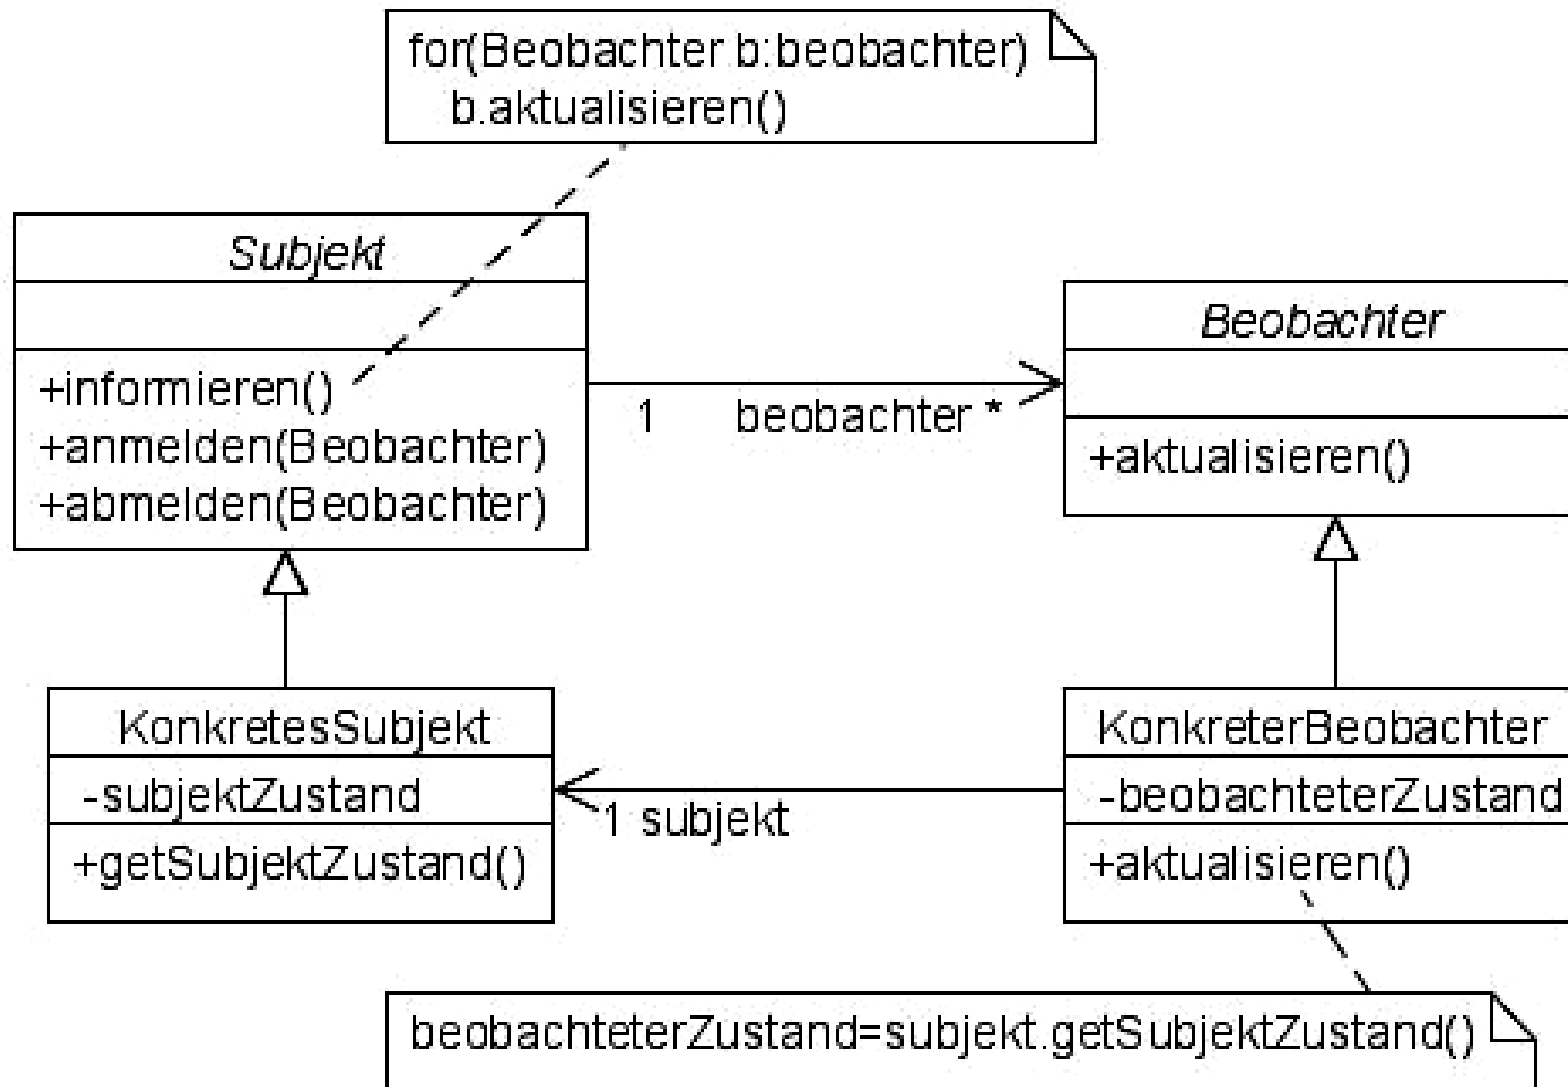 for(Beobachter b:beobachter)
b.aktualisieren()
Subjekt
+informieren()
+anmelden(Beobachter)
+abmelden(Beobachter)
1
beobachter *
Beobachter
+aktualisieren()
KonkretesSubjekt
-subjektZustand
+getSubjektZustand()
1 subjekt
KonkreterBeobachter
-beobachteterZustand
+aktualisieren()
beobachteterZustand=subjekt.getSubjektZustand()